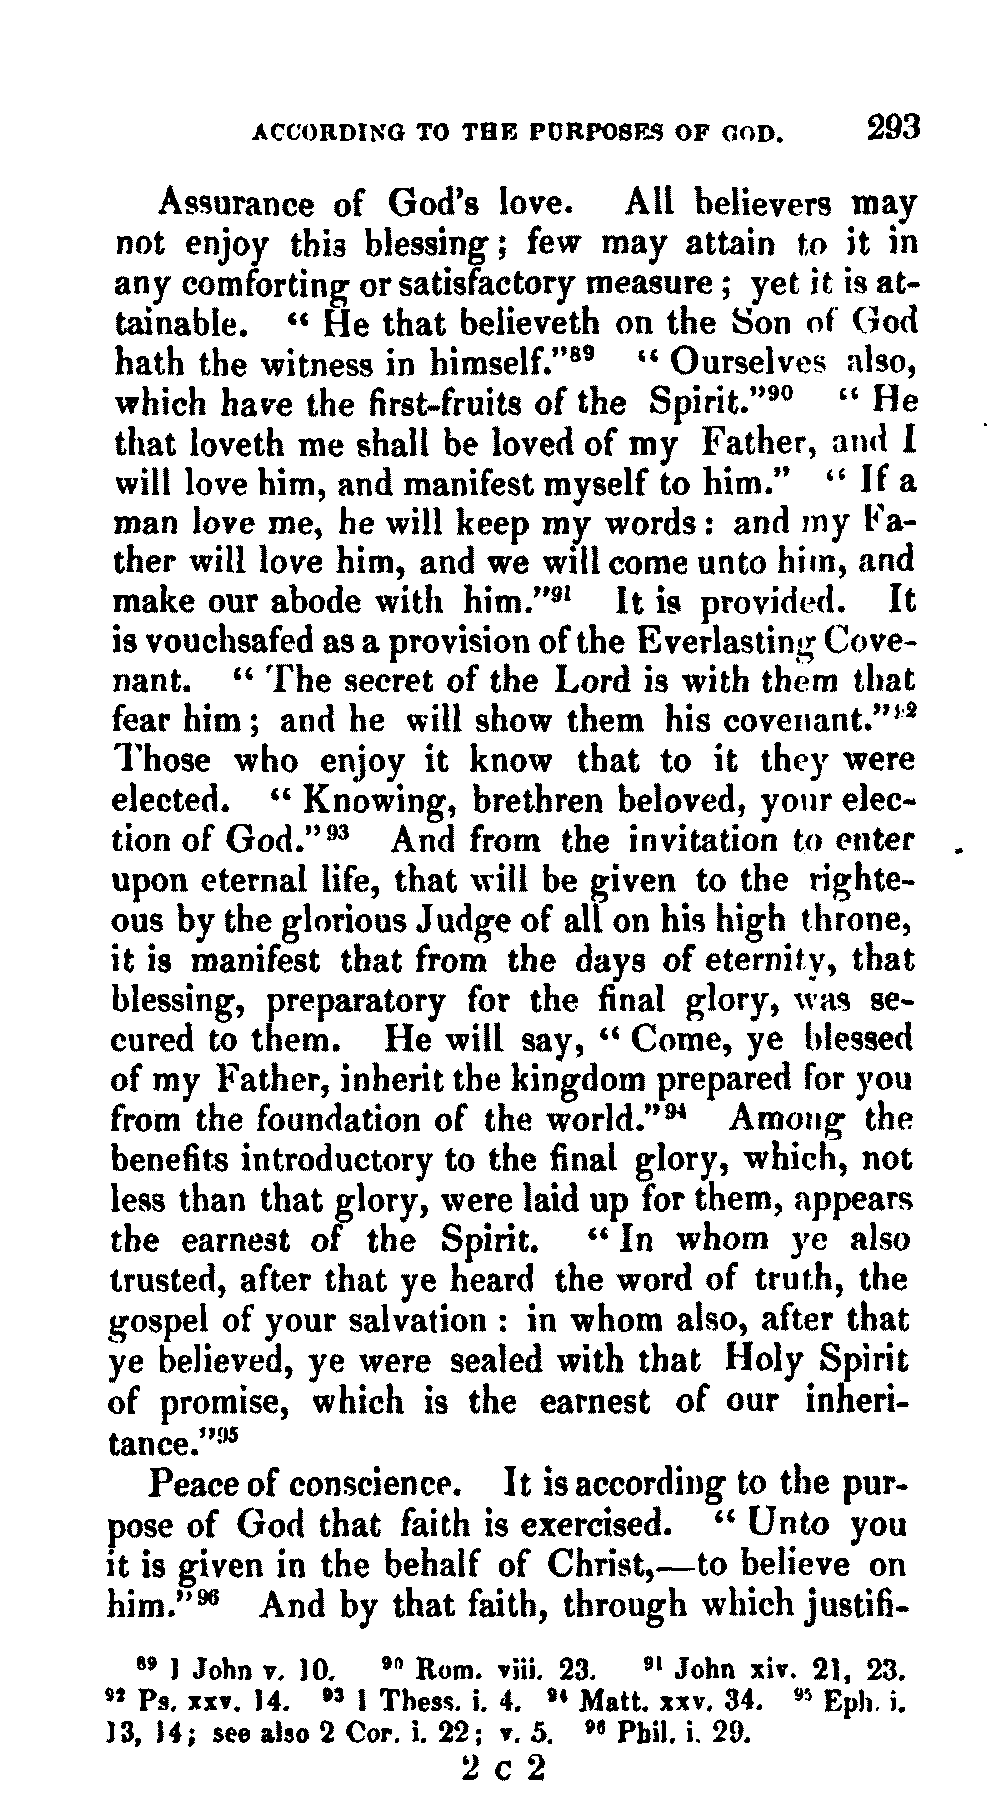 ACCORDING TO THE PURPOSES OF GOD. 293
Assurance of God's love. All believers may
not enjoy this blessing; few may attain to it in
any comforting or satisfactory measure; yet it is at-
tainable. "He that believeth on the Son of God
hath the witness in himself."⁸⁹ "Ourselves also,
which have the first-fruits of the Spirit."⁹⁰ "He
that loveth me shall be loved of my Father, and I
will love him, and manifest myself to him." "If a
man love me, he will keep my words: and my Fa-
ther will love him, and we will come unto him, and
make our abode with him."⁹¹ It is provided. It
is vouchsafed as a provision of the Everlasting Cove-
nant. "The secret of the Lord is with them that
fear him; and he will show them his covenant."⁹²
Those who enjoy it know that to it they were
elected. "Knowing, brethren beloved, your elec-
tion of God."⁹³ And from the invitation to enter
upon eternal life, that will be given to the righte-
ous by the glorious Judge of all on his high throne,
it is manifest that from the days of eternity, that
blessing, preparatory for the final glory, was se-
cured to them. He will say, "Come, ye blessed
of my Father, inherit the kingdom prepared for you
from the foundation of the world."⁹⁴ Among the
benefits introductory to the final glory, which, not
less than that glory, were laid up for them, appears
the earnest of the Spirit. "In whom ye also
trusted, after that ye heard the word of truth, the
gospel of your salvation: in whom also, after that
ye believed, ye were sealed with that Holy Spirit
of promise, which is the earnest of our inheri-
tance."⁹⁵
Peace of conscience. It is according to the pur-
pose of God that faith is exercised. "Unto you
it is given in the behalf of Christ,—to believe on
him."⁹⁶ And by that faith, through which justifi-
⁸⁹ 1 John v. 10. ⁹⁰ Rom. viii. 23. ⁹¹ John xiv. 21, 23.
⁹² Ps. xxv. 14. ⁹³ 1 Thess. i. 4. ⁹⁴ Matt. xxv. 34. ⁹⁵ Eph. i.
13, 14; see also 2 Cor. i. 22; v. 5. ⁹⁶ Phil. i. 29.
2 C 2